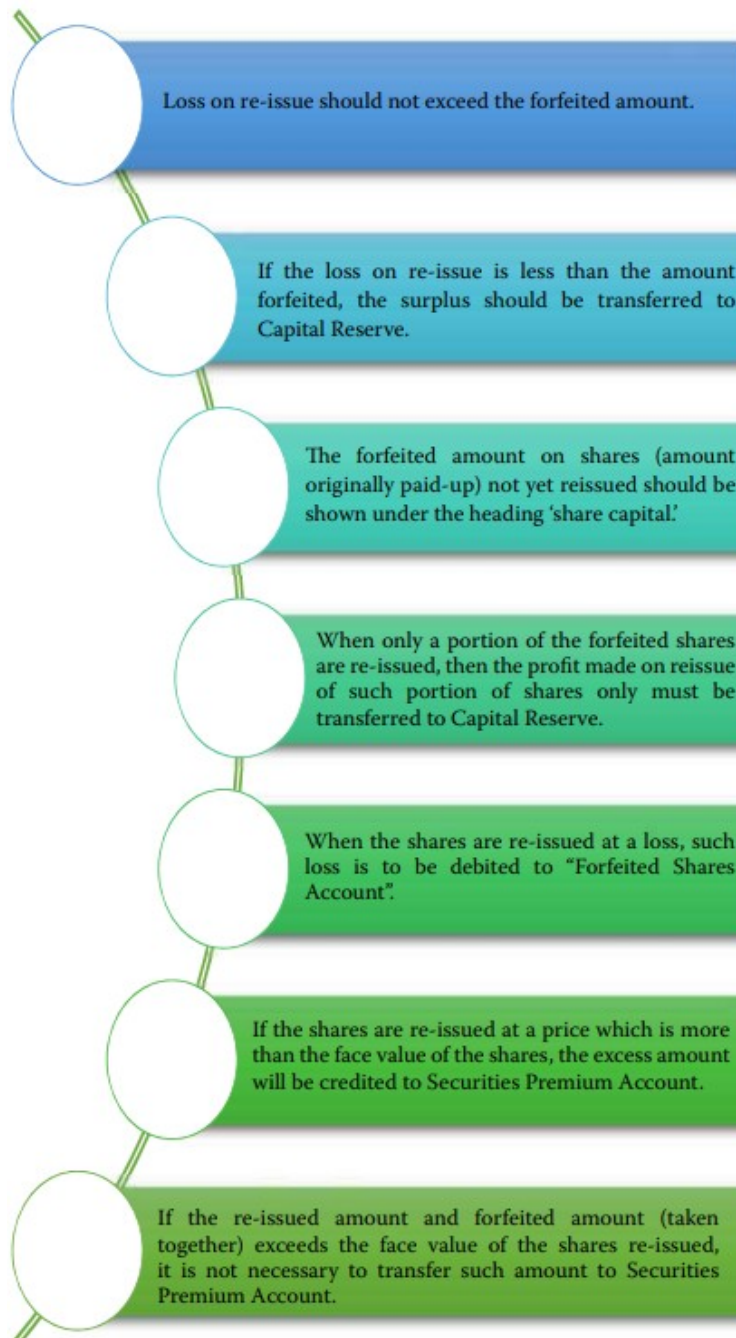 Loss on re-issue should not exceed the forfeited amount.
If the loss on re-issue is less than the amount
forfeited, the surplus should be transferred to
Capital Reserve.
The forfeited amount on shares (amount
originally paid-up) not yet reissued should be
shown under the heading ‘share capital.’
When only a portion of the forfeited shares
are re-issued, then the profit made on reissue
of such portion of shares only must be
transferred to Capital Reserve.
When the shares are re-issued at a loss, such
loss is to be debited to “Forfeited Shares
Account”.
If the shares are re-issued at a price which is more
than the face value of the shares, the excess amount
will be credited to Securities Premium Account.
If the re-issued amount and forfeited amount (taken
together) exceeds the face value of the shares re-issued,
it is not necessary to transfer such amount to Securities
Premium Account.